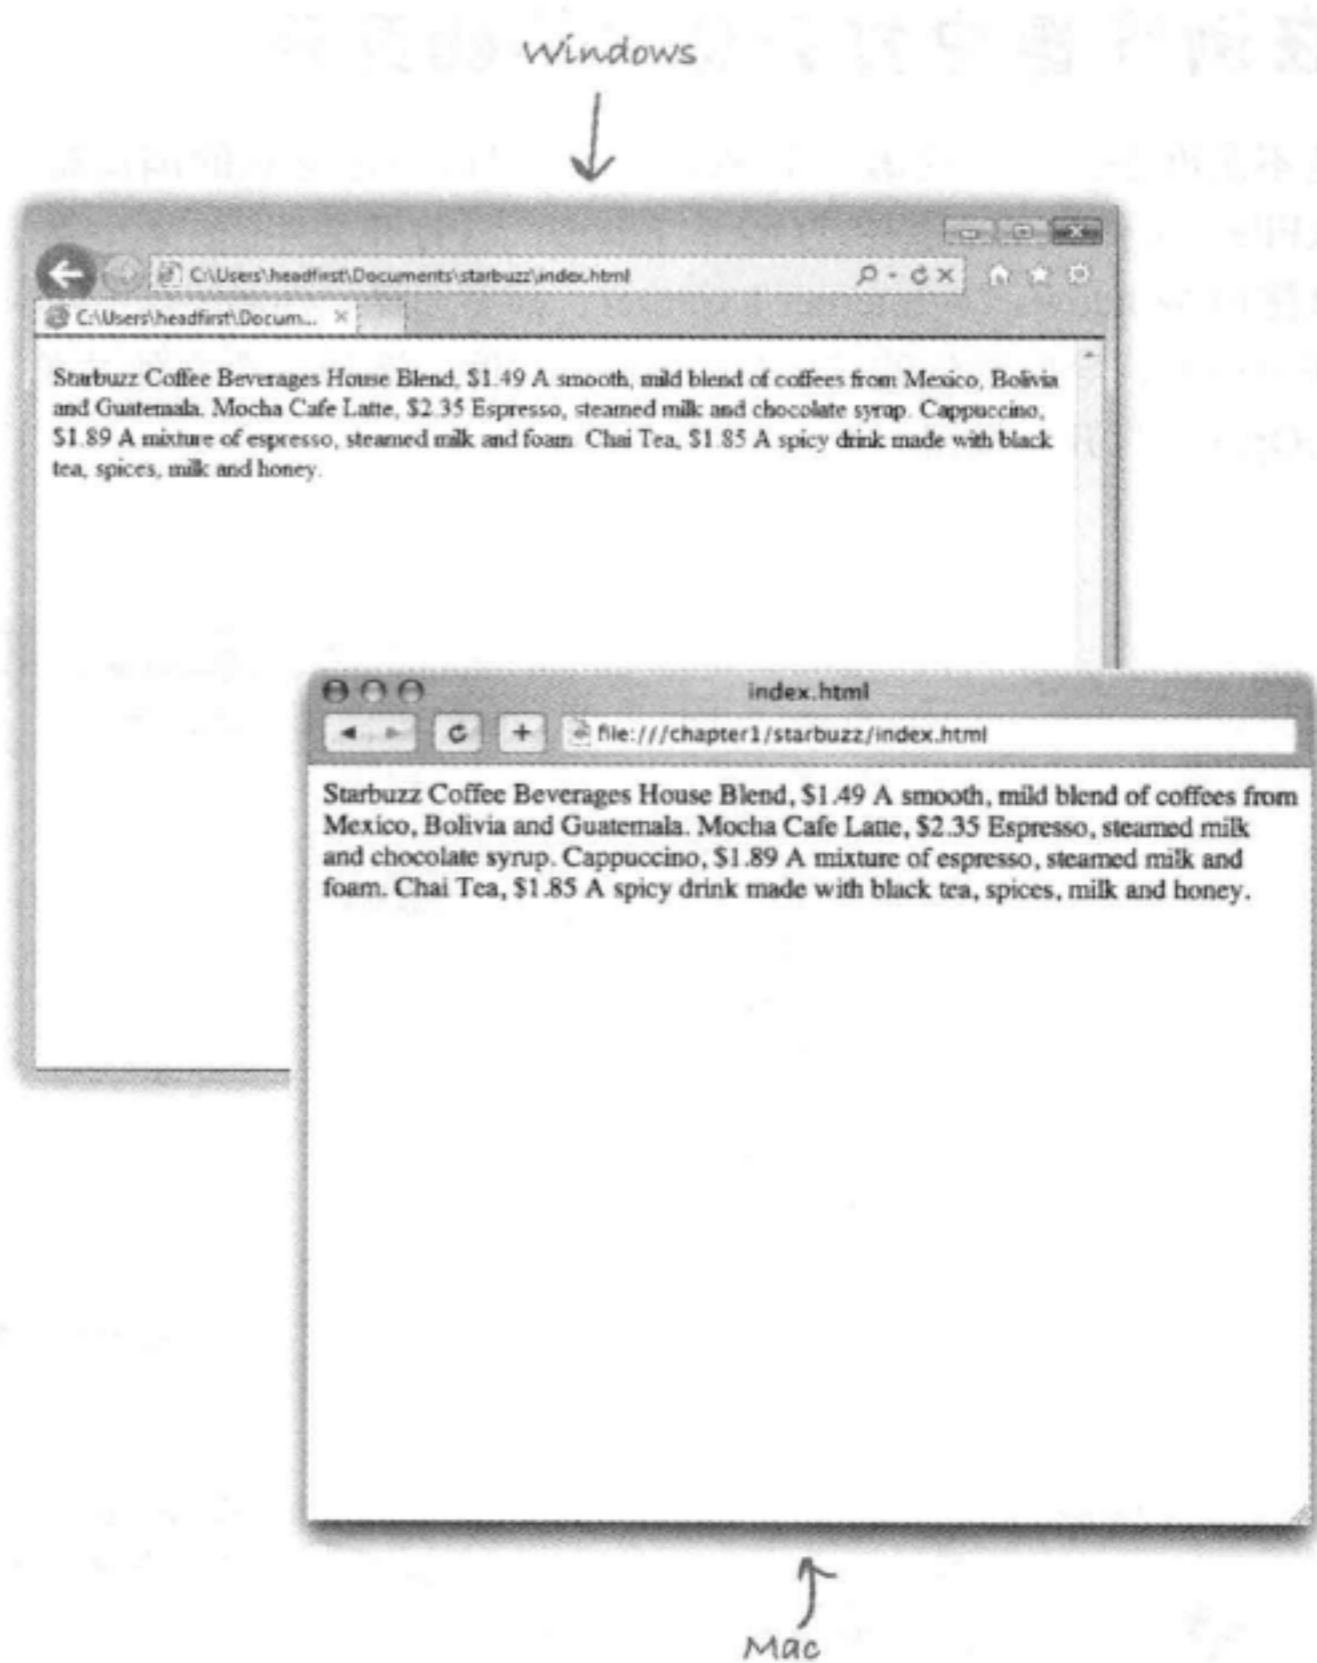 Windows
C:\Users\headfirst\Documents\starbuzz\index.html
C:\Users\headfirst\Docum...
Starbuzz Coffee Beverages House Blend, $1.49 A smooth, mild blend of coffees from Mexico, Bolivia
and Guatemala. Mocha Cafe Latte, $2.35 Espresso, steamed milk and chocolate syrup. Cappuccino,
$1.89 A mixture of espresso, steamed milk and foam. Chai Tea, $1.85 A spicy drink made with black
tea, spices, milk and honey.
index.html
file:///chapter1/starbuzz/index.html
Starbuzz Coffee Beverages House Blend, $1.49 A smooth, mild blend of coffees from
Mexico, Bolivia and Guatemala. Mocha Cafe Latte, $2.35 Espresso, steamed milk
and chocolate syrup. Cappuccino, $1.89 A mixture of espresso, steamed milk and
foam. Chai Tea, $1.85 A spicy drink made with black tea, spices, milk and honey.
Mac